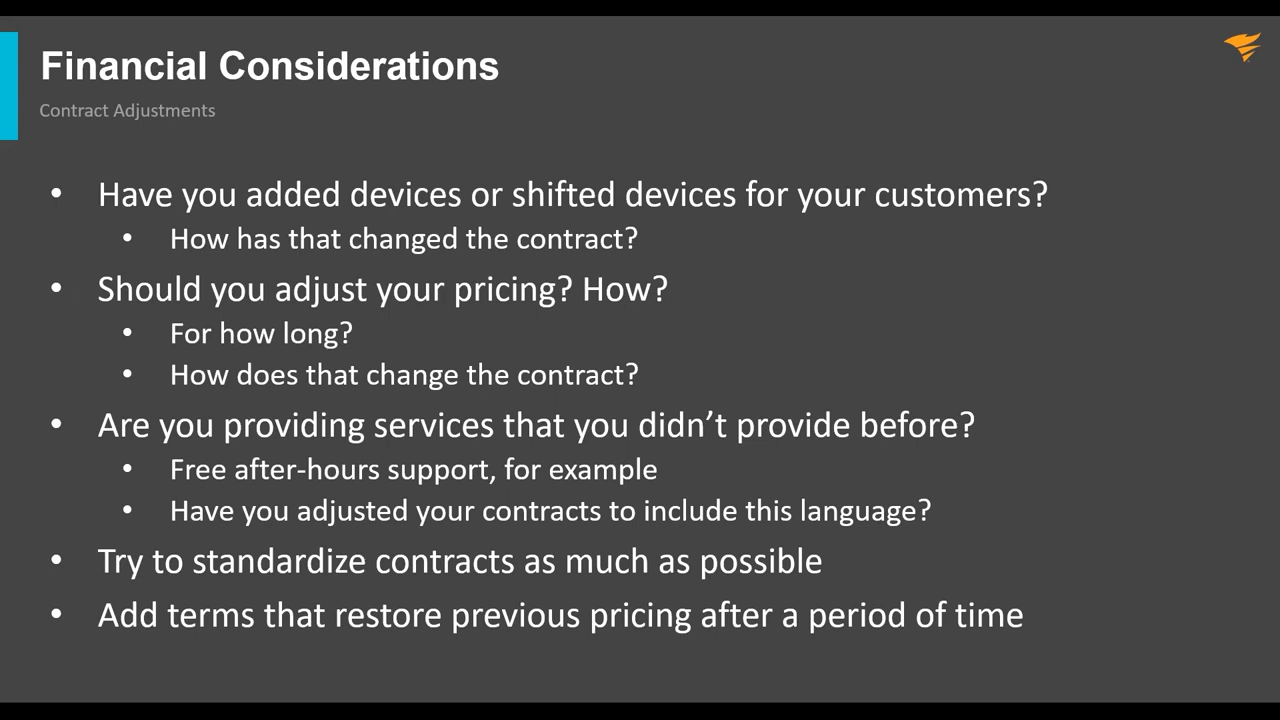 Financial Considerations
Contract Adjustments
• Have you added devices or shifted devices for your customers?
• How has that changed the contract?
• Should you adjust your pricing? How?
• For how long?
• How does that change the contract?
• Are you providing services that you didn’t provide before?
• Free after-hours support, for example
• Have you adjusted your contracts to include this language?
• Try to standardize contracts as much as possible
• Add terms that restore previous pricing after a period of time